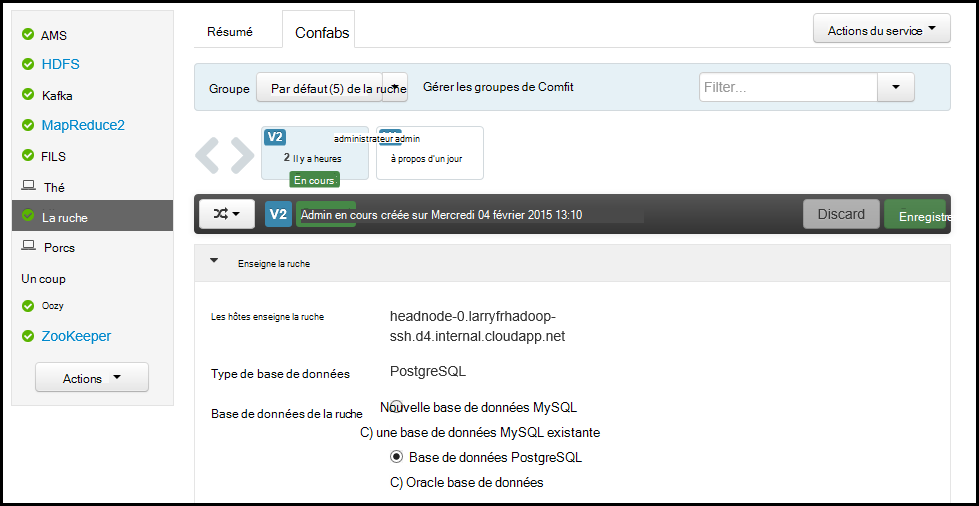 AMS
HDFS
Kafka
MapReduce2
FILS
Thé
La ruche
Porcs
Un coup
Oozy
ZooKeeper
Actions
Résumé
Confabs
Actions du service
Groupe
Par défaut (5) de la ruche
Gérer les groupes de Comfit
Filter...
V2
administrateur admin
2 Il y a heures
En cours
à propos d'un jour
V2
Admin en cours créée sur Mercredi 04 février 2015 13:10
Discard
Enregistre
Enseigne la ruche
Les hôtes enseigne la ruche
headnode-0.larryfrhadoop-
ssh.d4.internal.cloudapp.net
Type de base de données
PostgreSQL
Base de données de la ruche
Nouvelle base de données MySQL
C) une base de données MySQL existante
Base de données PostgreSQL
C) Oracle base de données